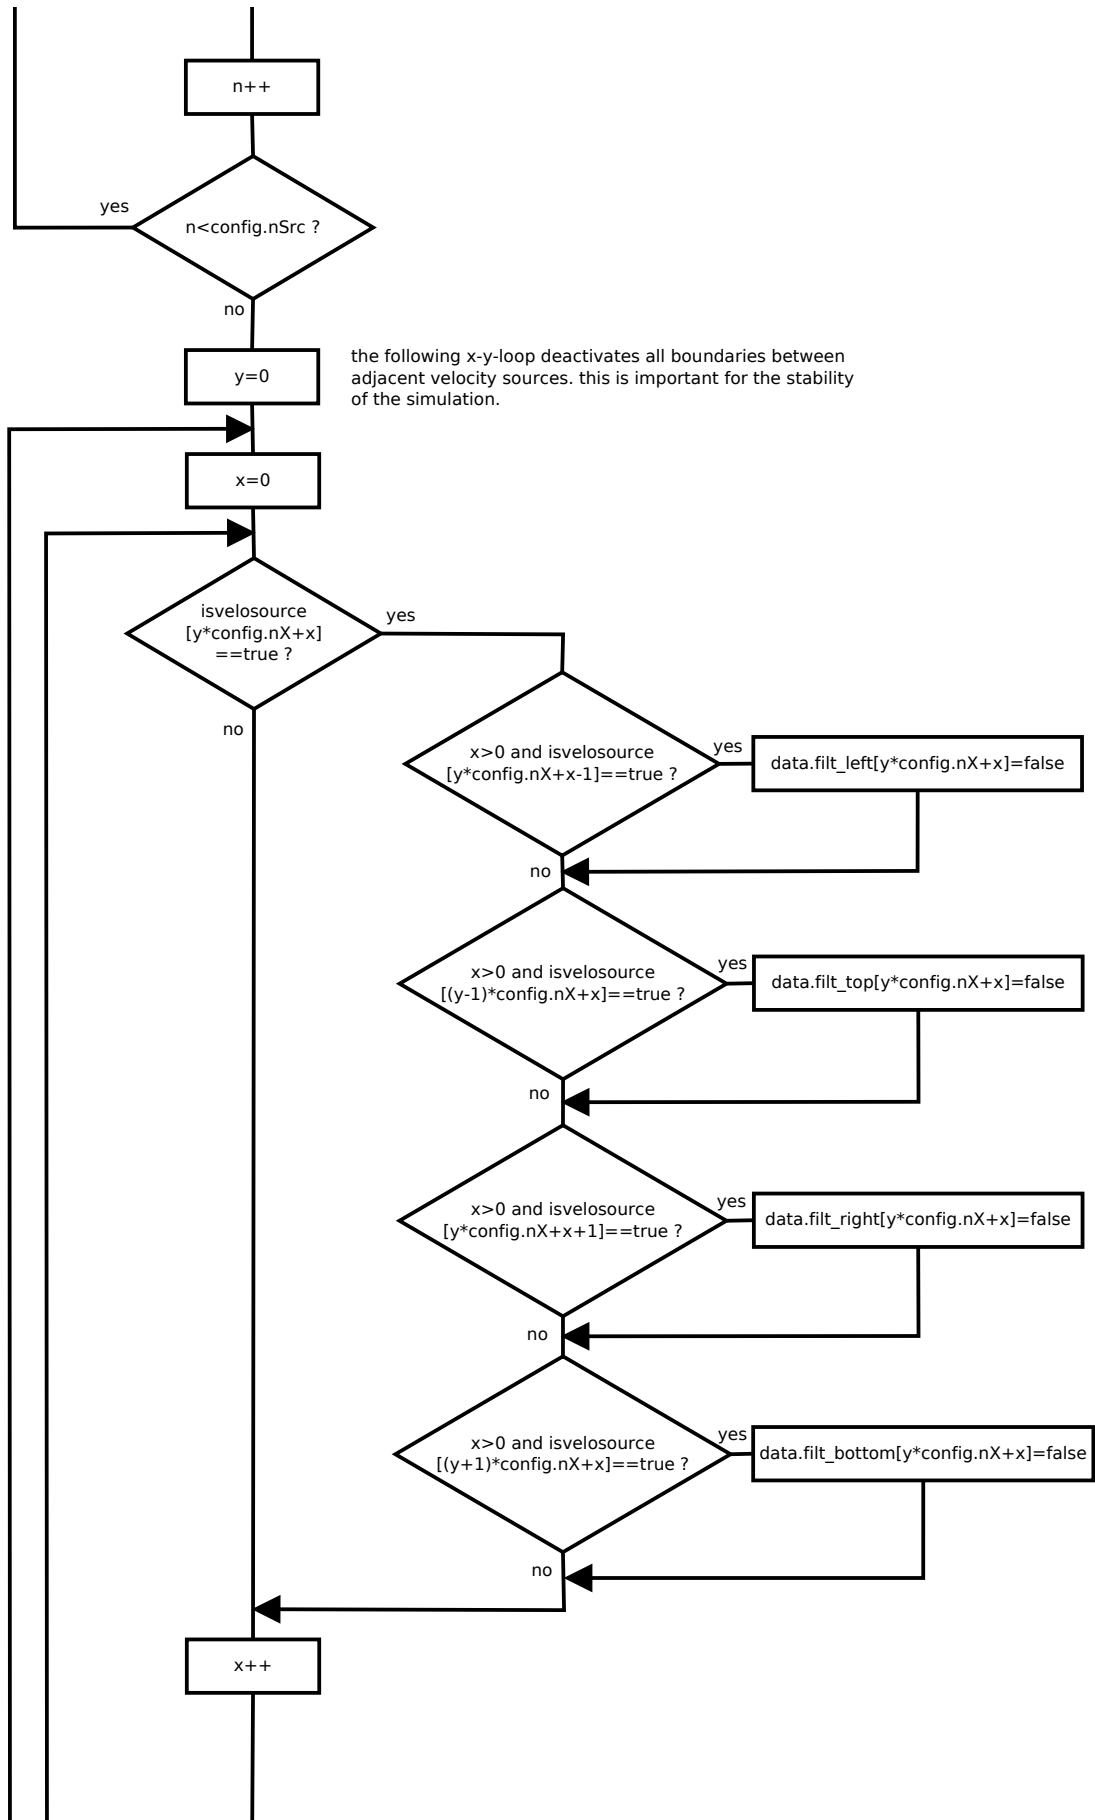 n++
yes
n<config.nSrc ?
no
y=0
the following x-y-loop deactivates all boundaries between
adjacent velocity sources. this is important for the stability
of the simulation.
x=0
isvelosource
[y*config.nX+x]
==true ?
yes
no
x>0 and isvelosource
[y*config.nX+x-1]==true ?
yes
data.filt_left[y*config.nX+x]=false
no
x>0 and isvelosource
[(y-1)*config.nX+x]==true ?
yes
data.filt_top[y*config.nX+x]=false
no
x>0 and isvelosource
[y*config.nX+x+1]==true ?
yes
data.filt_right[y*config.nX+x]=false
no
x>0 and isvelosource
[(y+1)*config.nX+x]==true ?
yes
data.filt_bottom[y*config.nX+x]=false
no
x++